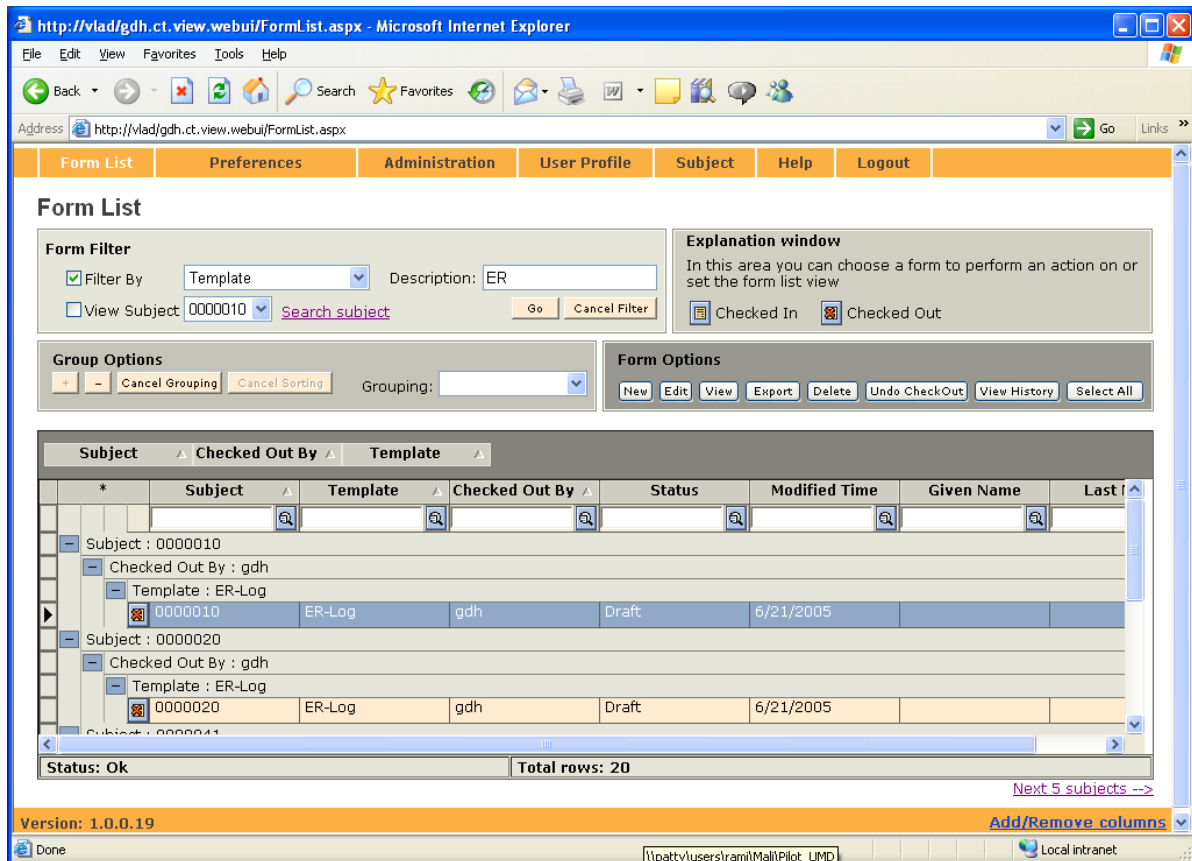 http://vlad/gdh.ct.view.webui/FormList.aspx - Microsoft Internet Explorer
File Edit View Favorites Tools Help
Back Search Favorites
Address http://vlad/gdh.ct.view.webui/FormList.aspx Go Links »
Form List Preferences Administration User Profile Subject Help Logout
Form List
Form Filter
Filter By Template Description: ER
View Subject 0000010 Search subject Go Cancel Filter
Explanation window
In this area you can choose a form to perform an action on or
set the form list view
Checked In Checked Out
Group Options
+ - Cancel Grouping Cancel Sorting Grouping:
Form Options
New Edit View Export Delete Undo CheckOut View History Select All
Subject Checked Out By Template
* Subject Template Checked Out By Status Modified Time Given Name Last
Subject : 0000010
Checked Out By : gdh
Template : ER-Log
0000010 ER-Log gdh Draft 6/21/2005
Subject : 0000020
Checked Out By : gdh
Template : ER-Log
0000020 ER-Log gdh Draft 6/21/2005
Subject : 0000041
Status: Ok Total rows: 20
Next 5 subjects -->
Version: 1.0.0.19 Add/Remove columns
Done \\patty\users\rami\Mali\Pilot_UMD Local intranet